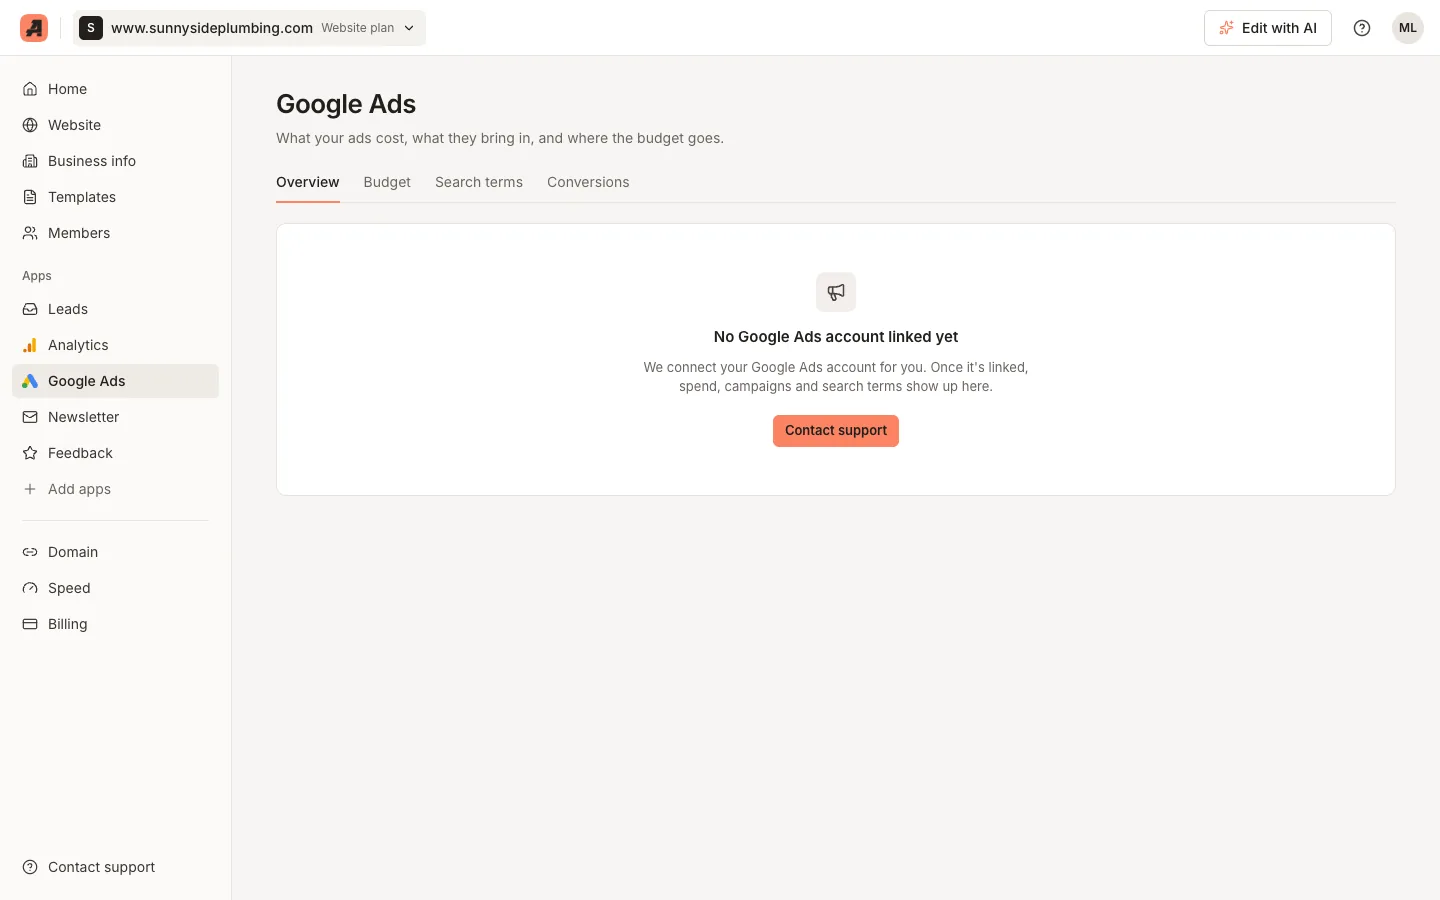 S www.sunnysideplumbing.com Website plan
Edit with AI
ML
Home
Website
Business info
Templates
Members
Apps
Leads
Analytics
Google Ads
Newsletter
Feedback
Add apps
Domain
Speed
Billing
Contact support
Google Ads
What your ads cost, what they bring in, and where the budget goes.
Overview Budget Search terms Conversions
No Google Ads account linked yet
We connect your Google Ads account for you. Once it's linked,
spend, campaigns and search terms show up here.
Contact support